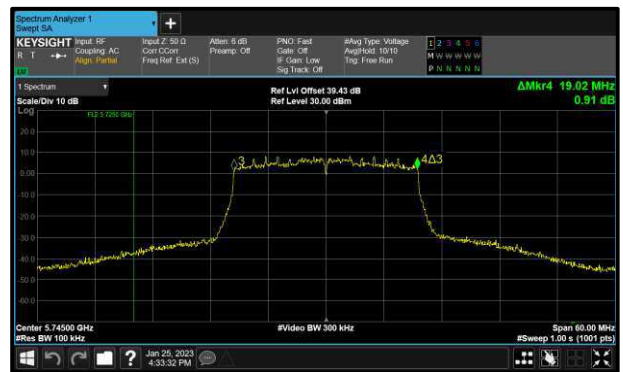 Spectrum Analyzer 1
Swept SA
+
KEYSIGHT
R T
Input: RF
Coupling: AC
Align: Partial
Input Z: 50 Ω
Corr CCorr
Freq Ref: Ext (S)
Atten: 6 dB
Preamp: Off
PNO: Fast
Gate: Off
IF Gain: Low
Sig Track: Off
#Avg Type: Voltage
Avg|Hold: 10/10
Trig: Free Run
1 2 3 4 5 6
M W W W W W
P N N N N N
1 Spectrum
Scale/Div 10 dB
Ref Lvl Offset 39.43 dB
Ref Level 30.00 dBm
ΔMkr4 19.02 MHz
0.91 dB
Log
FL2 5.7250 GHz
20.0
10.0
0.00
-10.0
-20.0
-30.0
-40.0
-50.0
-60.0
3
4Δ3
Center 5.74500 GHz
#Res BW 100 kHz
#Video BW 300 kHz
Span 60.00 MHz
#Sweep 1.00 s (1001 pts)
?
Jan 25, 2023
4:33:32 PM